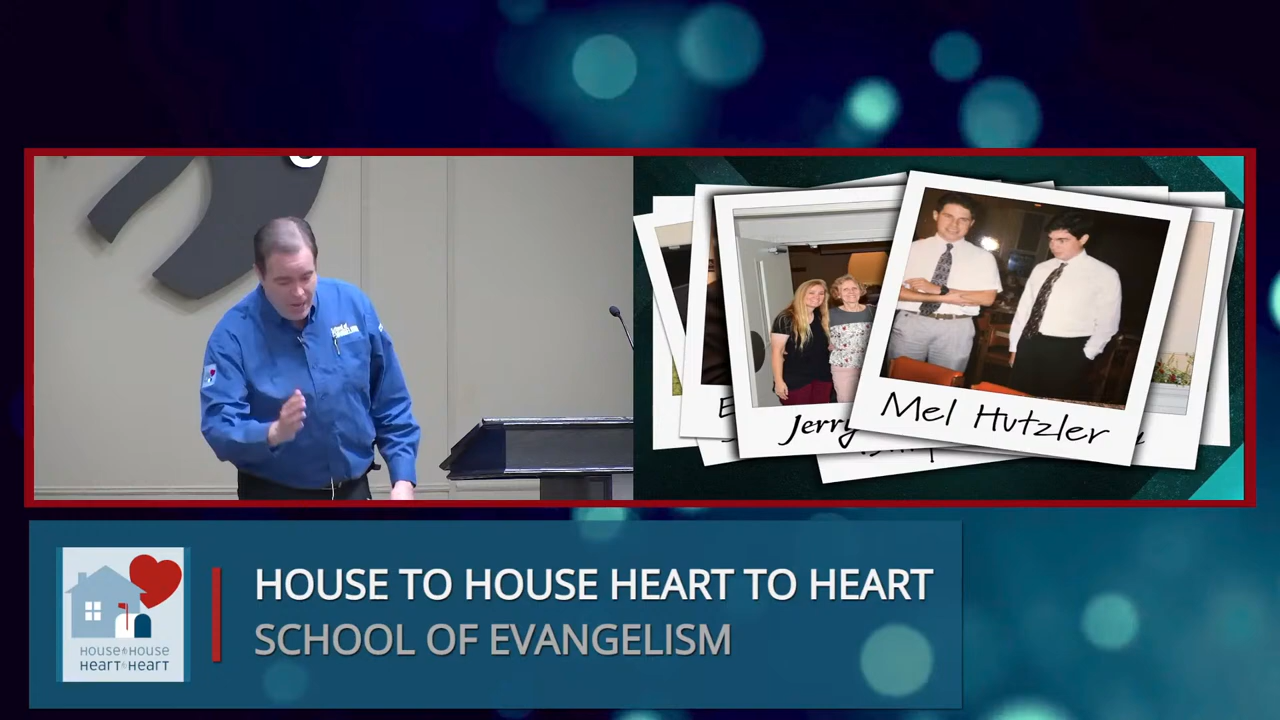 Jerry
Mel Hutzler
HOUSE TO HOUSE HEART TO HEART
SCHOOL OF EVANGELISM
HOUSE TO HOUSE
HEART TO HEART